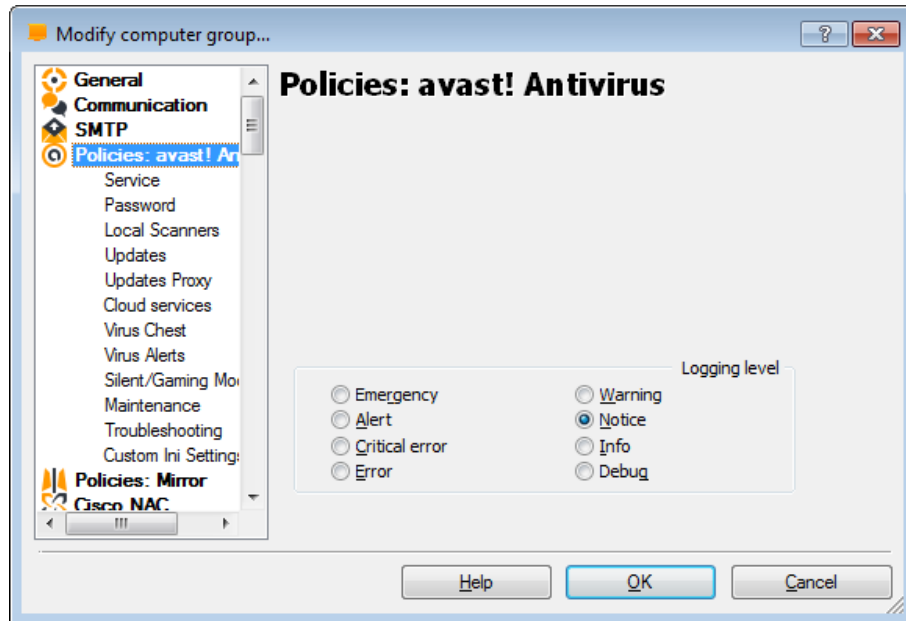 Modify computer group...
General
Communication
SMTP
Policies: avast! An
Service
Password
Local Scanners
Updates
Updates Proxy
Cloud services
Virus Chest
Virus Alerts
Silent/Gaming Mo
Maintenance
Troubleshooting
Custom Ini Setting
Policies: Mirror
Cisco NAC
Policies: avast! Antivirus
Logging level
Emergency
Alert
Critical error
Error
Warning
Notice
Info
Debug
Help
OK
Cancel